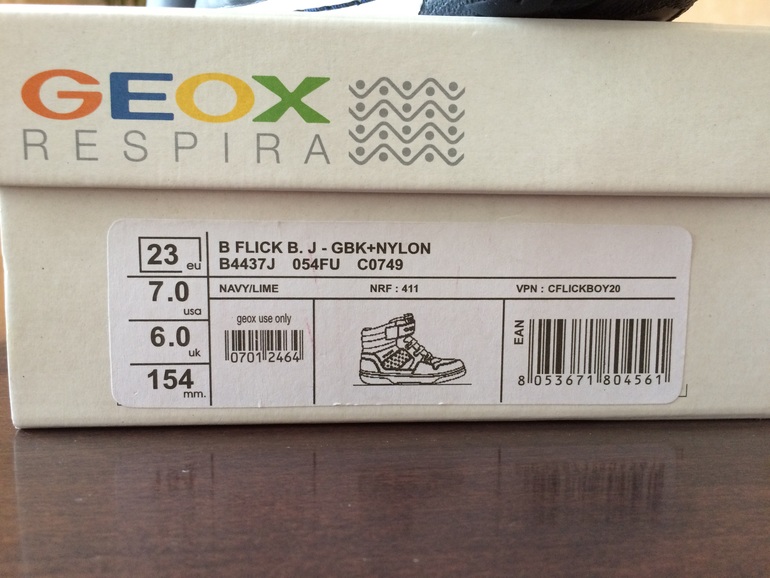 GEOX
RESPIRA
23 eu
B FLICK B. J - GBK+NYLON
B4437J 054FU C0749
7.0 usa
NAVY/LIME NRF : 411 VPN : CFLICKBOY20
6.0 uk
geox use only
0701 2464
EAN
8 053671 804561
154 mm.